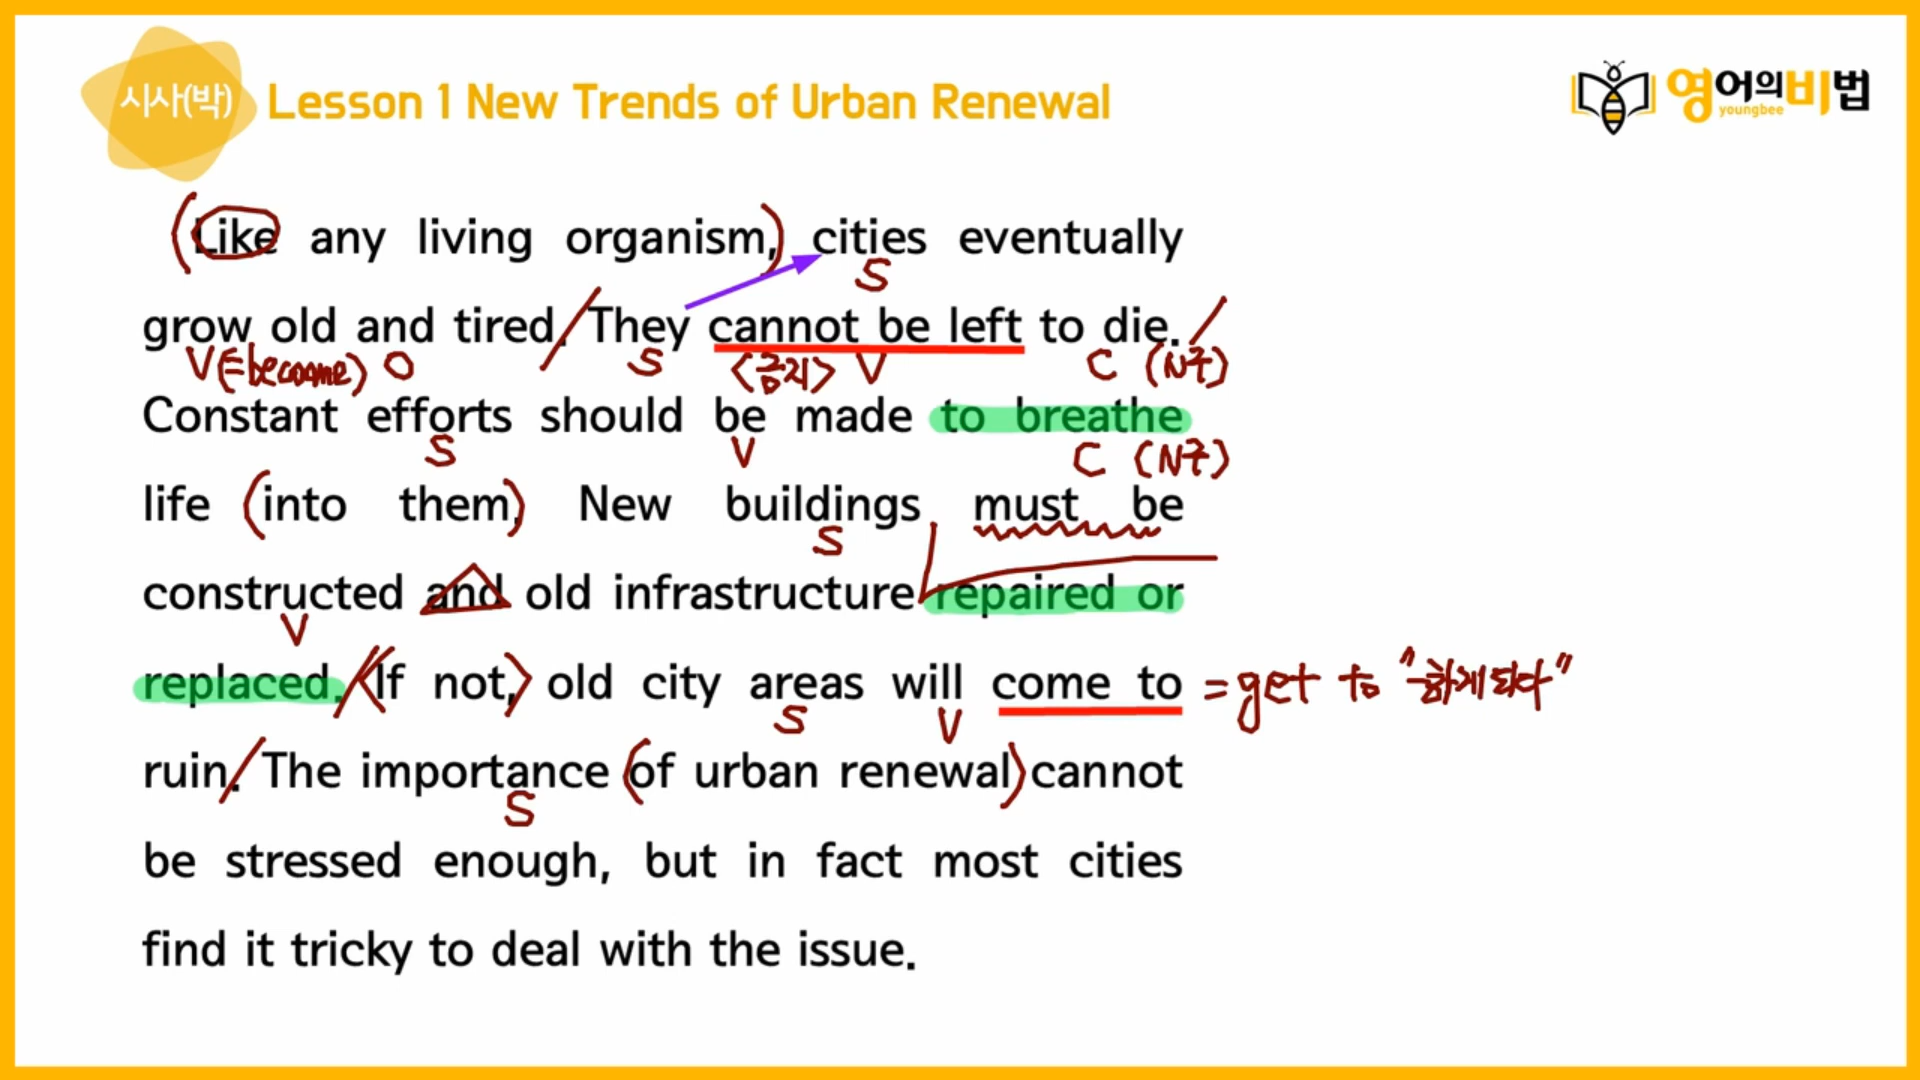 시사(박) Lesson 1 New Trends of Urban Renewal
영어의비법
youngbee
(Like any living organism,) cities eventually
S
grow old and tired. / They cannot be left to die. /
V(=become) O S <금지> V C (N구)
Constant efforts should be made to breathe
S V C (N구)
life (into them.) New buildings must be
S
constructed and old infrastructure repaired or
V
replaced. / <If not,> old city areas will come to = get to "하게 되다"
S V
ruin. / The importance (of urban renewal) cannot
S
be stressed enough, but in fact most cities
find it tricky to deal with the issue.